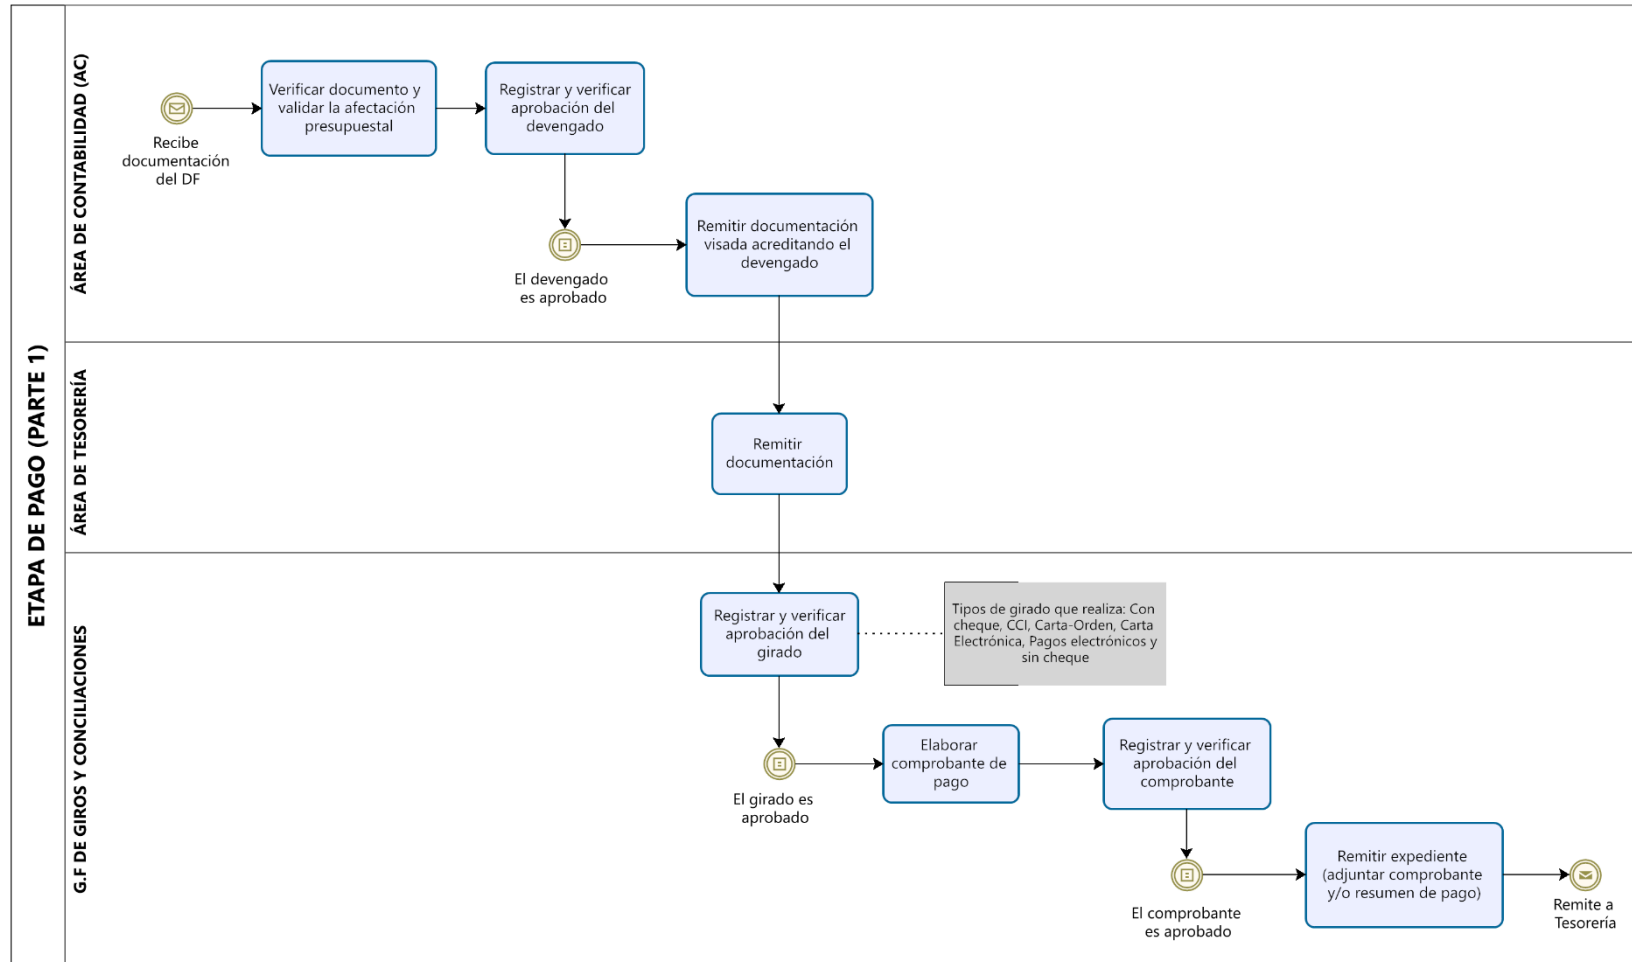 ETAPA DE PAGO (PARTE 1)
ÁREA DE CONTABILIDAD (AC)
Recibe
documentación
del DF
Verificar documento y
validar la afectación
presupuestal
Registrar y verificar
aprobación del
devengado
El devengado
es aprobado
Remitir documentación
visada acreditando el
devengado
ÁREA DE TESORERÍA
Remitir
documentación
G.F DE GIROS Y CONCILIACIONES
Registrar y verificar
aprobación del
girado
Tipos de girado que realiza: Con
cheque, CCI, Carta-Orden, Carta
Electrónica, Pagos electrónicos y
sin cheque
El girado es
aprobado
Elaborar
comprobante de
pago
Registrar y verificar
aprobación del
comprobante
El comprobante
es aprobado
Remitir expediente
(adjuntar comprobante
y/o resumen de pago)
Remite a
Tesorería